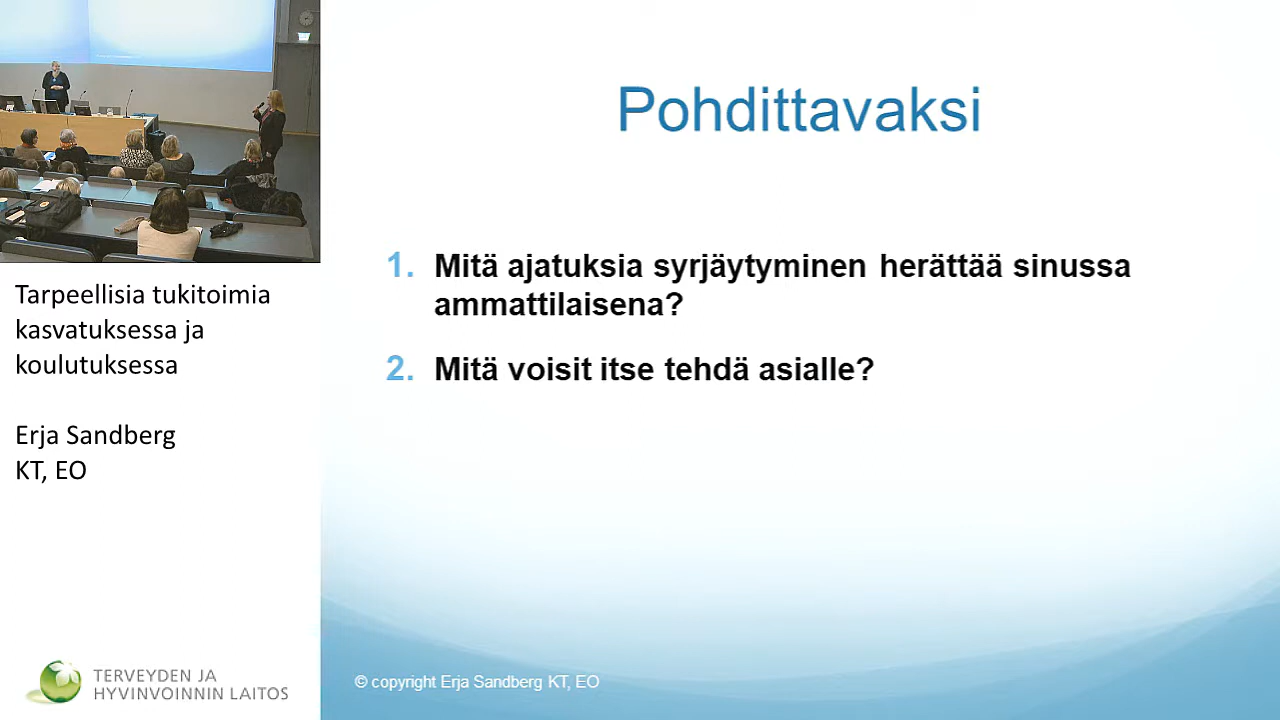 Tarpeellisia tukitoimia
kasvatuksessa ja
koulutuksessa
Erja Sandberg
KT, EO
TERVEYDEN JA
HYVINVOINNIN LAITOS
Pohdittavaksi
1. Mitä ajatuksia syrjäytyminen herättää sinussa
ammattilaisena?
2. Mitä voisit itse tehdä asialle?
© copyright Erja Sandberg KT, EO